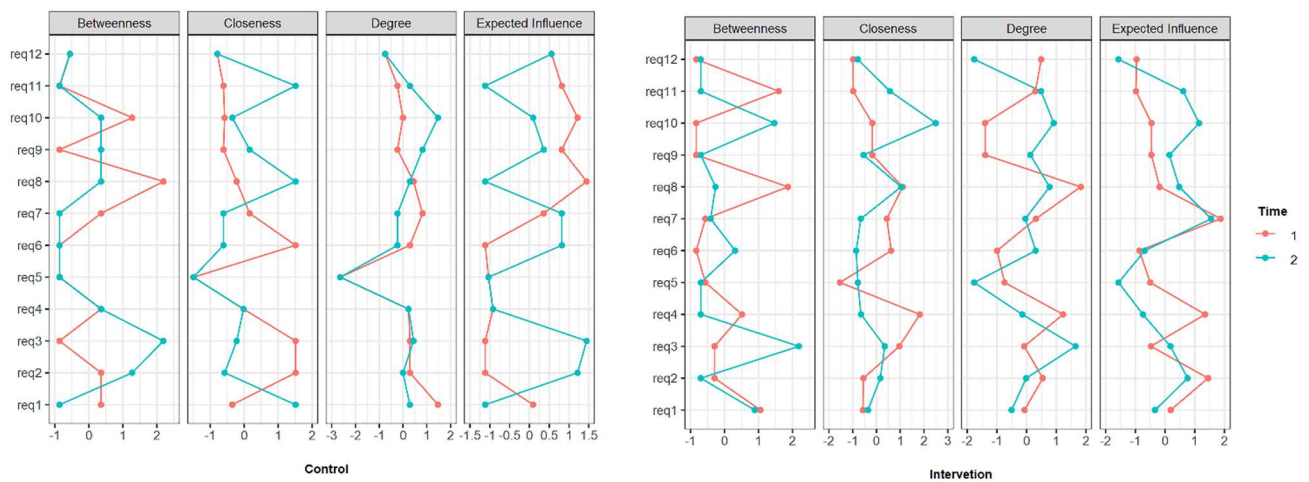 Betweenness Closeness Degree Expected Influence
req12
req11
req10
req9
req8
req7
req6
req5
req4
req3
req2
req1
-1 0 1 2 -1 0 1 2 -3 -2 -1 0 1 2 -1.5 -1 -0.5 0 0.5 1 1.5
Control
Betweenness Closeness Degree Expected Influence
req12
req11
req10
req9
req8
req7
req6
req5
req4
req3
req2
req1
-1 0 1 2 -2 -1 0 1 2 3 -2 -1 0 1 2 -2 -1 0 1 2
Intervetion
Time
1
2